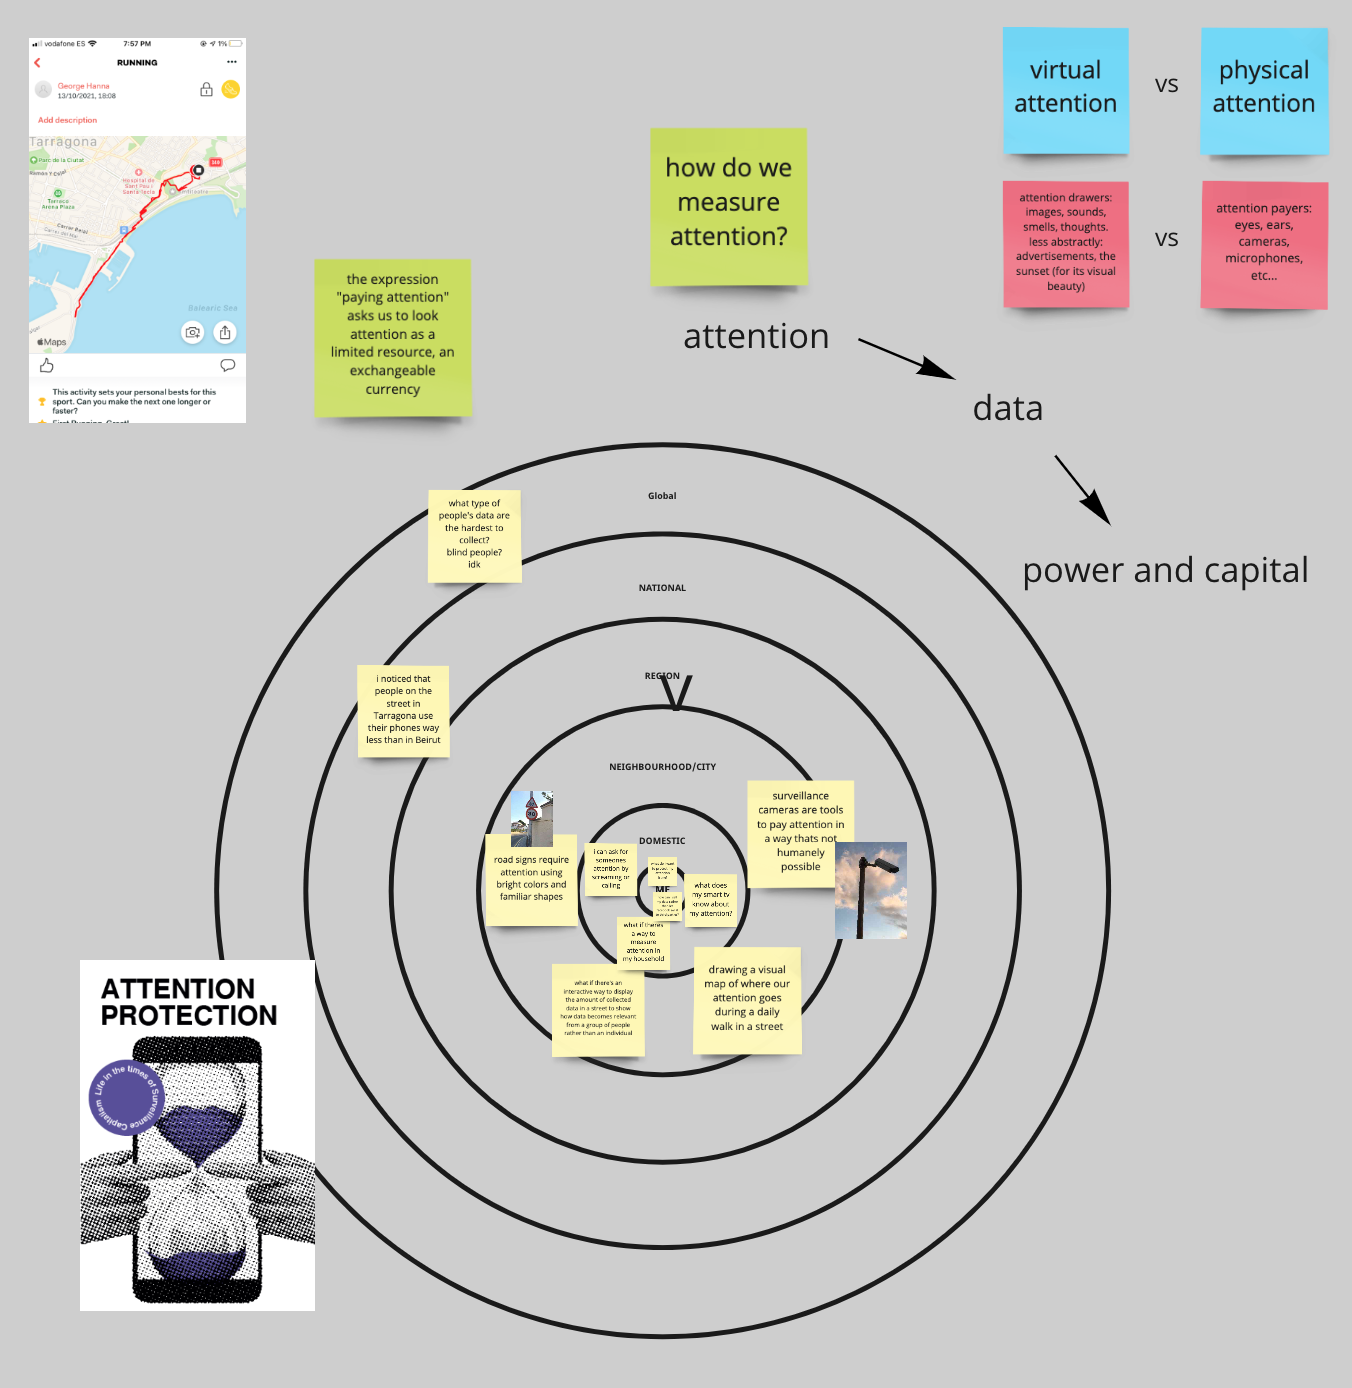 vodafone ES
7:57 PM
1%
RUNNING
George Hanna
13/10/2021, 18:08
Add description
Tarragona
Parc de la Ciutat
Hospital de
Sant Pau i
Santa Tecla
Tarraco
Arena Plaza
Balearic Sea
Maps
This activity sets your personal bests for this
sport. Can you make the next one longer or
faster?
First Running. Great!
the expression
"paying attention"
asks us to look
attention as a
limited resource, an
exchangeable
currency
how do we
measure
attention?
virtual
attention
vs
physical
attention
attention drawers:
images, sounds,
smells, thoughts.
less abstractly:
advertisements, the
sunset (for its visual
beauty)
vs
attention payers:
eyes, ears,
cameras,
microphones,
etc...
attention
data
power and capital
Global
NATIONAL
REGION
V
NEIGHBOURHOOD/CITY
DOMESTIC
ME
what type of
people's data are
the hardest to
collect?
blind people?
idk
i noticed that
people on the
street in
Tarragona use
their phones way
less than in Beirut
road signs require
attention using
bright colors and
familiar shapes
i can ask for
someones
attention by
screaming or
calling
surveillance
cameras are tools
to pay attention in
a way thats not
humanely
possible
what does
my smart tv
know about
my attention?
what if theres
a way to
measure
attention in
my household
what if there's an
interactive way to display
the amount of collected
data in a street to show
how data becomes relevant
from a group of people
rather than an individual
drawing a visual
map of where our
attention goes
during a daily
walk in a street
ATTENTION
PROTECTION
Life in the times of Surveillance Capitalism